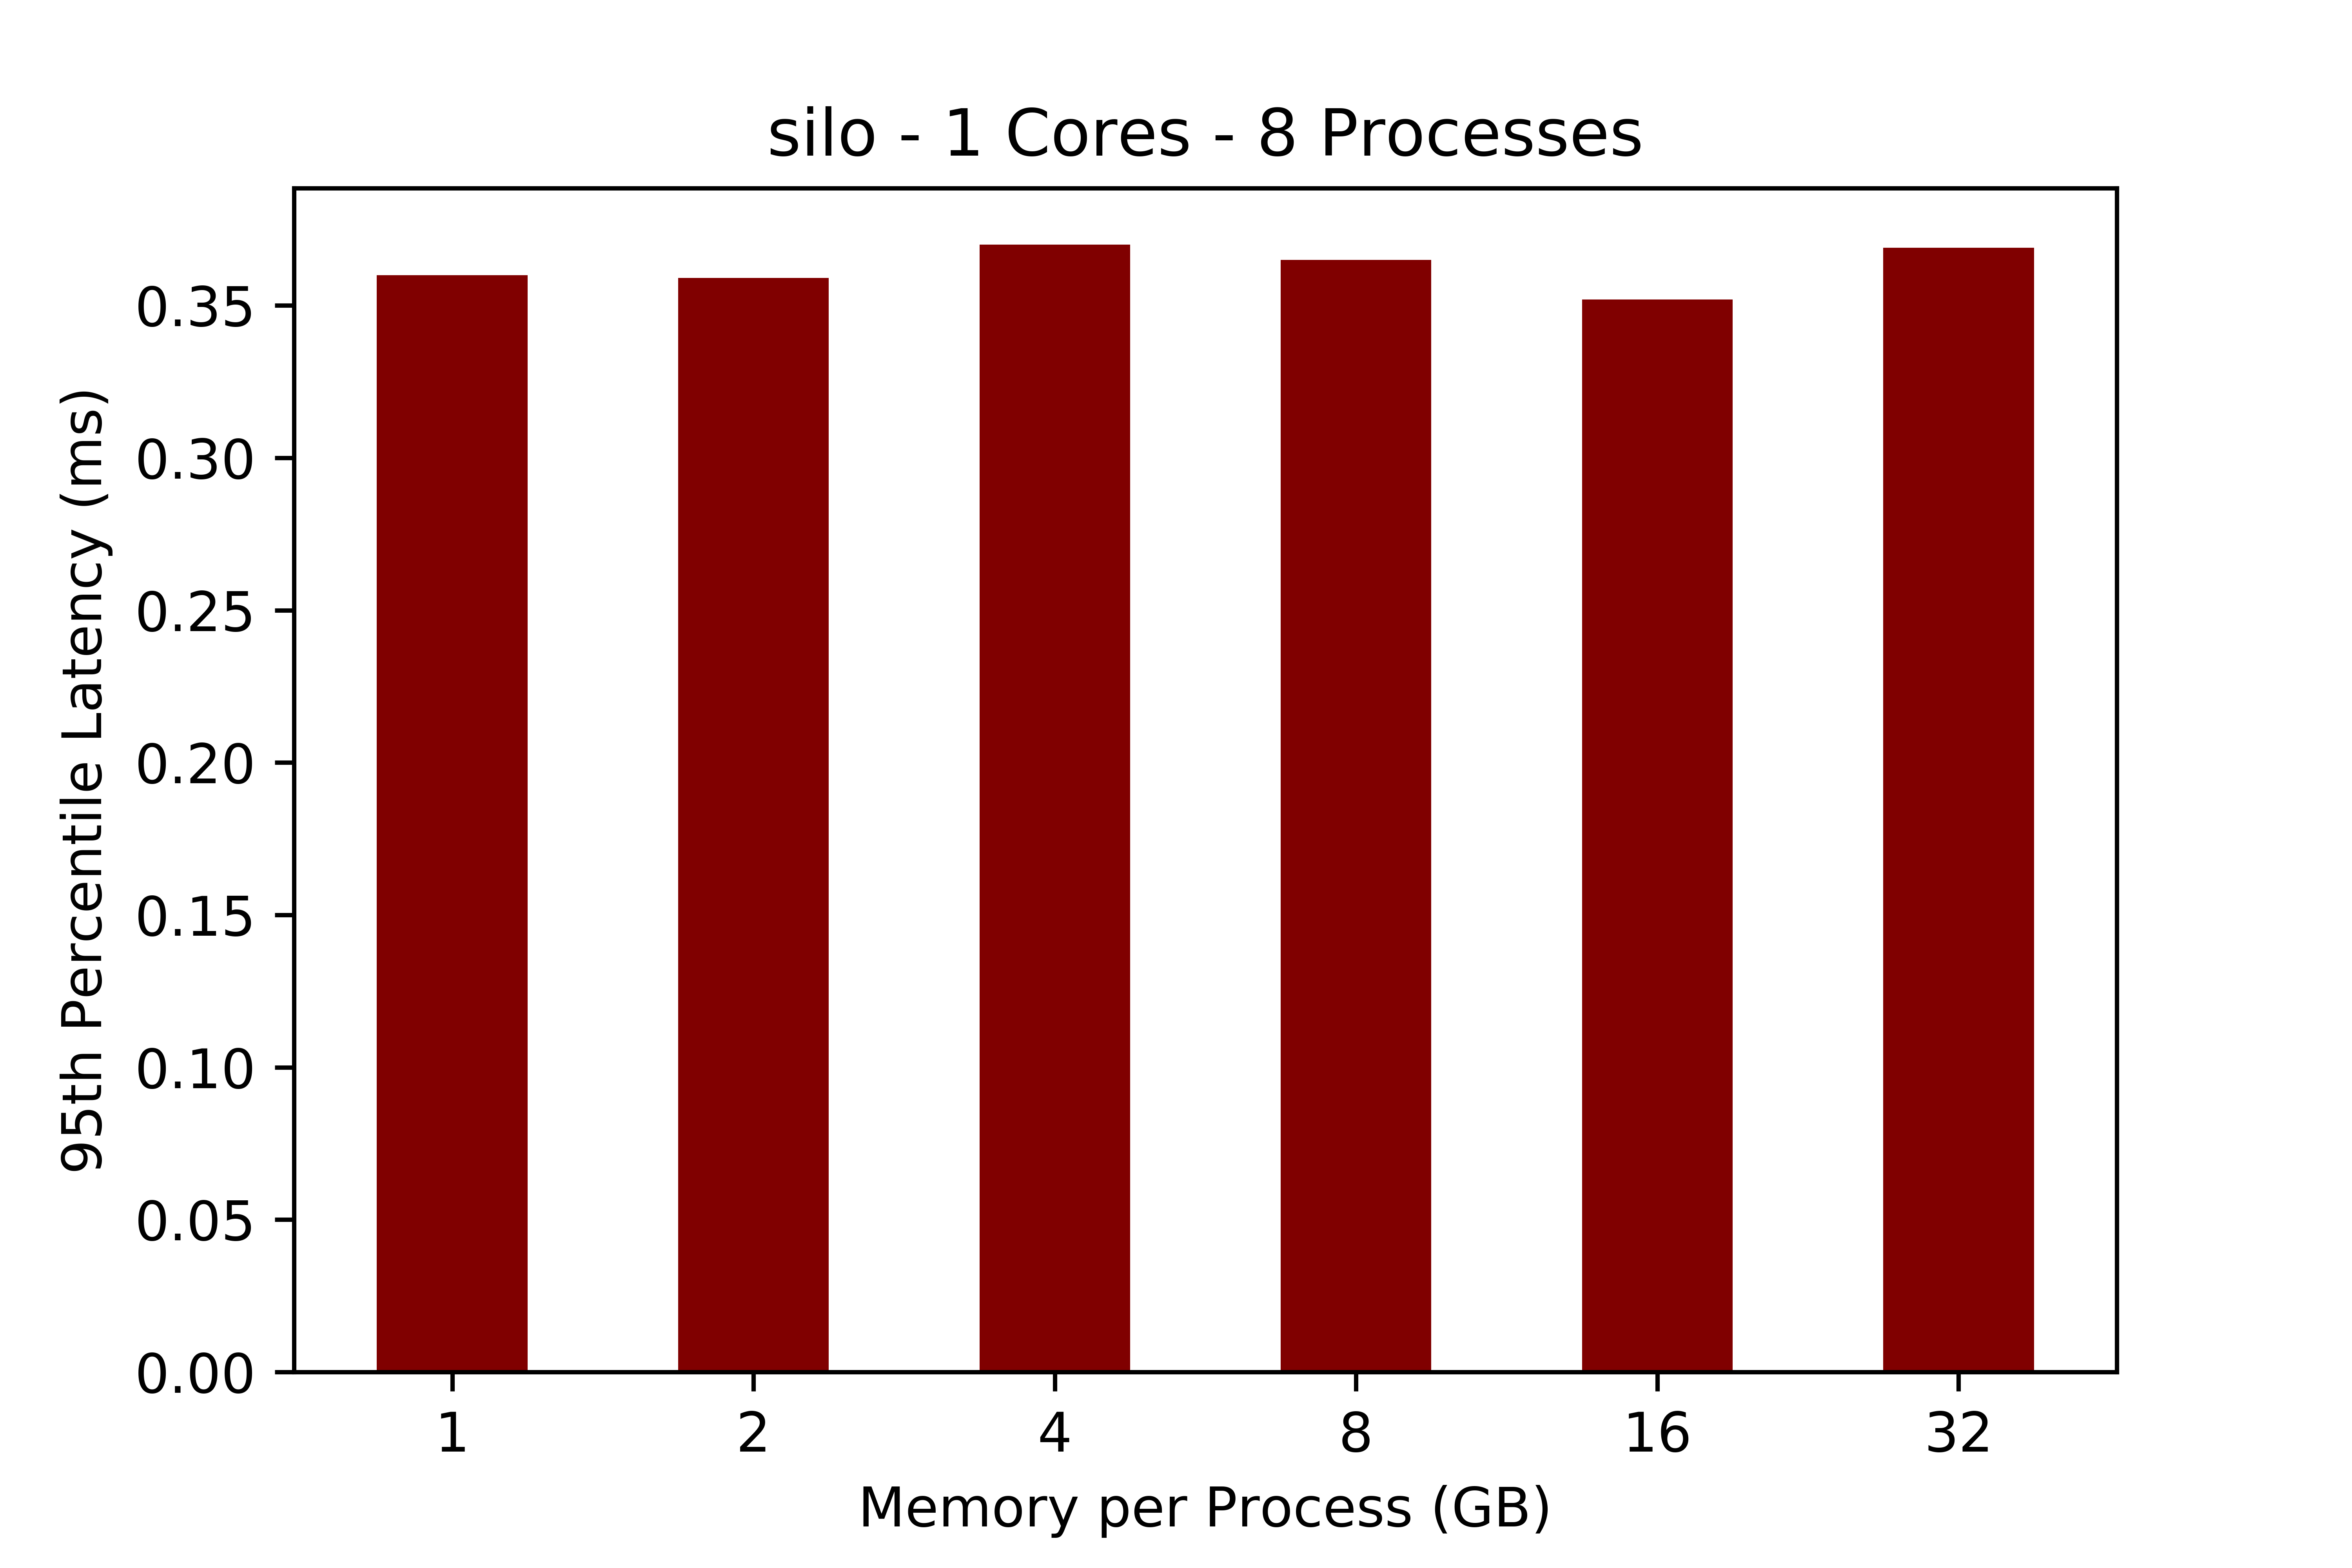 silo - 1 Cores - 8 Processes
95th Percentile Latency (ms)
0.35
0.30
0.25
0.20
0.15
0.10
0.05
0.00
1 2 4 8 16 32
Memory per Process (GB)